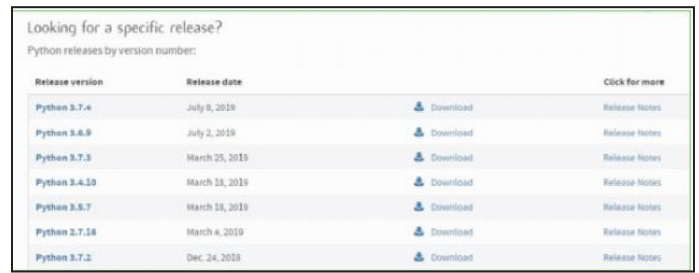 Looking for a specific release?
Python releases by version number:
Release version Release date Click for more
Python 3.7.4 July 8, 2019 Download Release Notes
Python 3.6.9 July 2, 2019 Download Release Notes
Python 3.7.3 March 25, 2019 Download Release Notes
Python 3.4.10 March 18, 2019 Download Release Notes
Python 3.5.7 March 18, 2019 Download Release Notes
Python 2.7.16 March 4, 2019 Download Release Notes
Python 3.7.2 Dec. 24, 2018 Download Release Notes